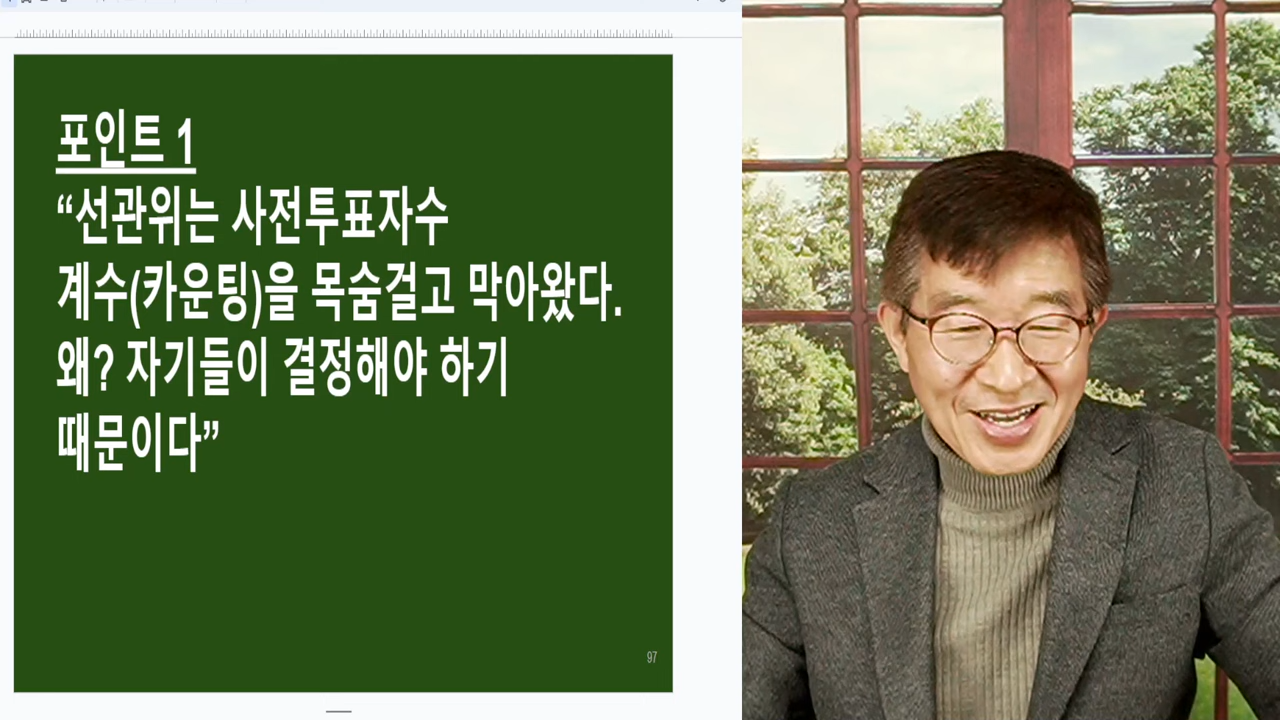 포인트 1
“선관위는 사전투표자수
계수(카운팅)을 목숨걸고 막아왔다.
왜? 자기들이 결정해야 하기
때문이다”
97